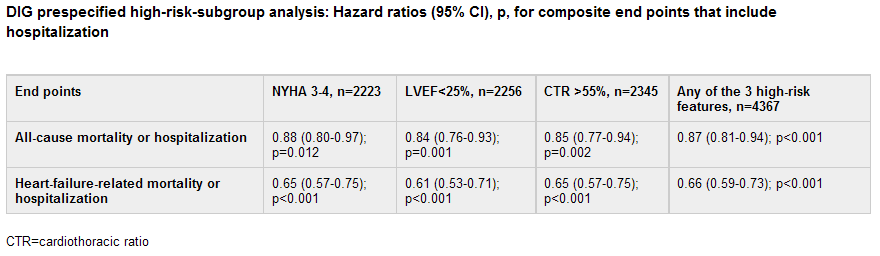 DIG prespecified high-risk-subgroup analysis: Hazard ratios (95% CI), p, for composite end points that include
hospitalization
End points NYHA 3-4, n=2223 LVEF<25%, n=2256 CTR >55%, n=2345 Any of the 3 high-risk
features, n=4367
All-cause mortality or hospitalization 0.88 (0.80-0.97); 0.84 (0.76-0.93); 0.85 (0.77-0.94); 0.87 (0.81-0.94); p<0.001
p=0.012 p=0.001 p=0.002
Heart-failure-related mortality or 0.65 (0.57-0.75); 0.61 (0.53-0.71); 0.65 (0.57-0.75); 0.66 (0.59-0.73); p<0.001
hospitalization p<0.001 p<0.001 p<0.001
CTR=cardiothoracic ratio